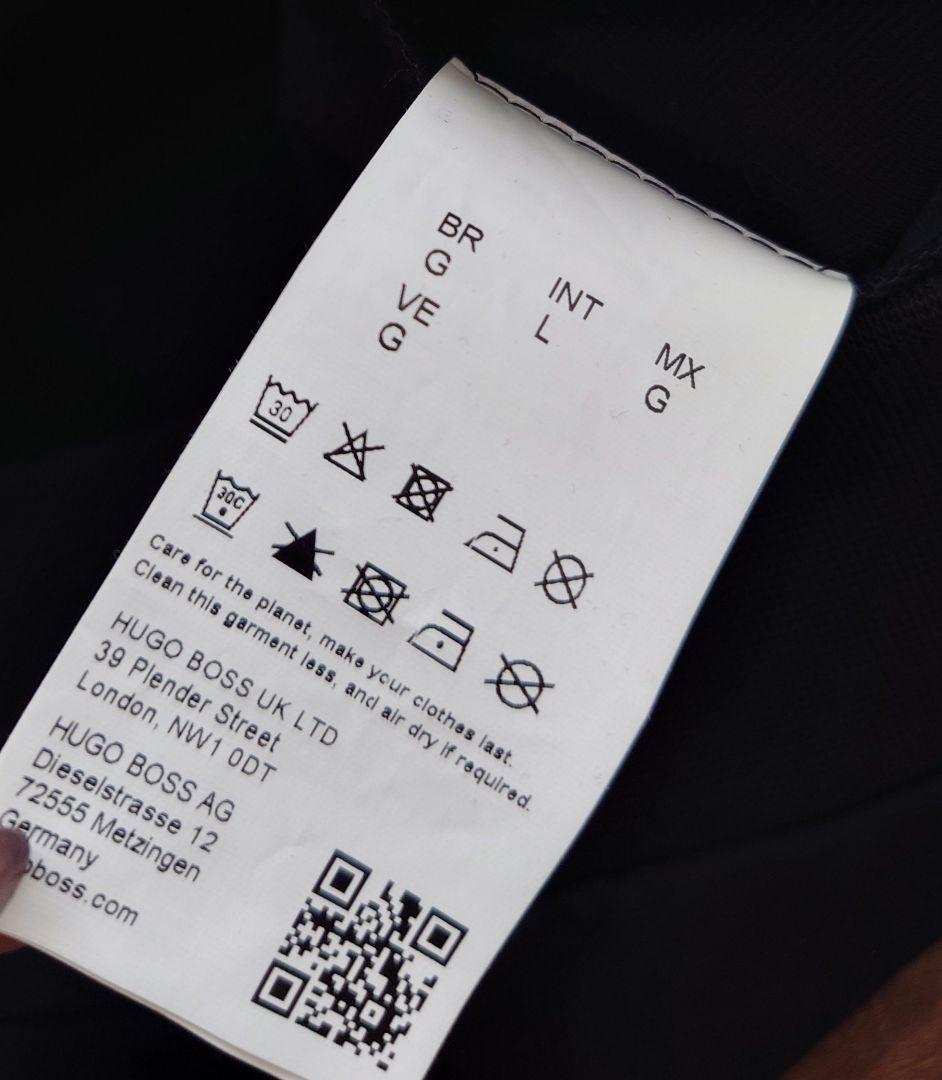 BR
G
VE
G
INT
L
MX
G
30
30C
Care for the planet, make your clothes last.
Clean this garment less, and air dry if required.
HUGO BOSS UK LTD
39 Plender Street
London, NW1 0DT
HUGO BOSS AG
Dieselstrasse 12
72555 Metzingen
Germany
boss.com